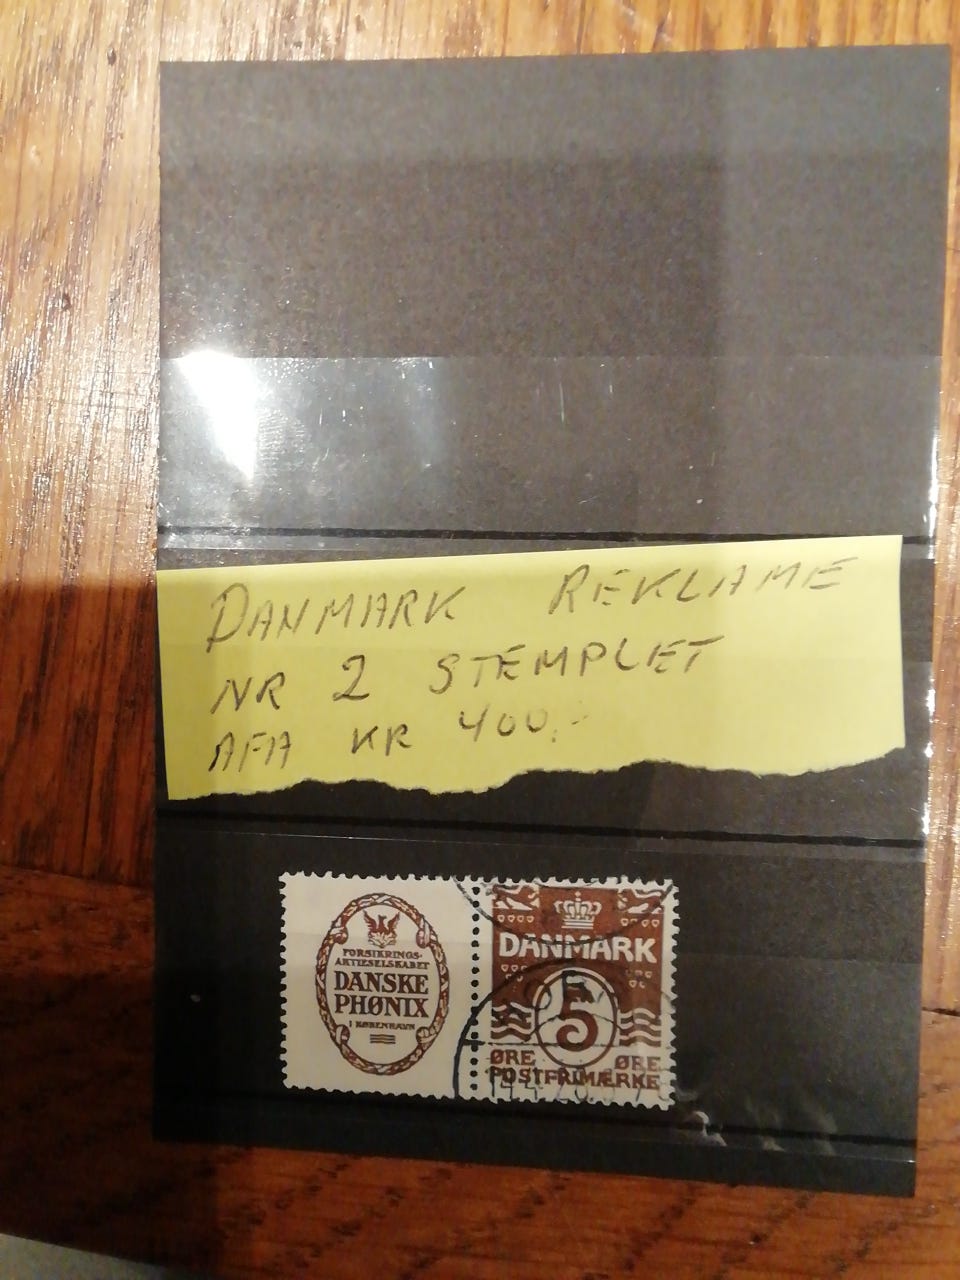 DANMARK REKLAME
NR 2 STEMPLET
AFA KR 400,-
FORSIKRINGS-
AKTIESELSKABET
DANSKE
PHØNIX
I KØBENHAVN
DANMARK
5
ØRE ØRE
POSTFRIMÆRKE